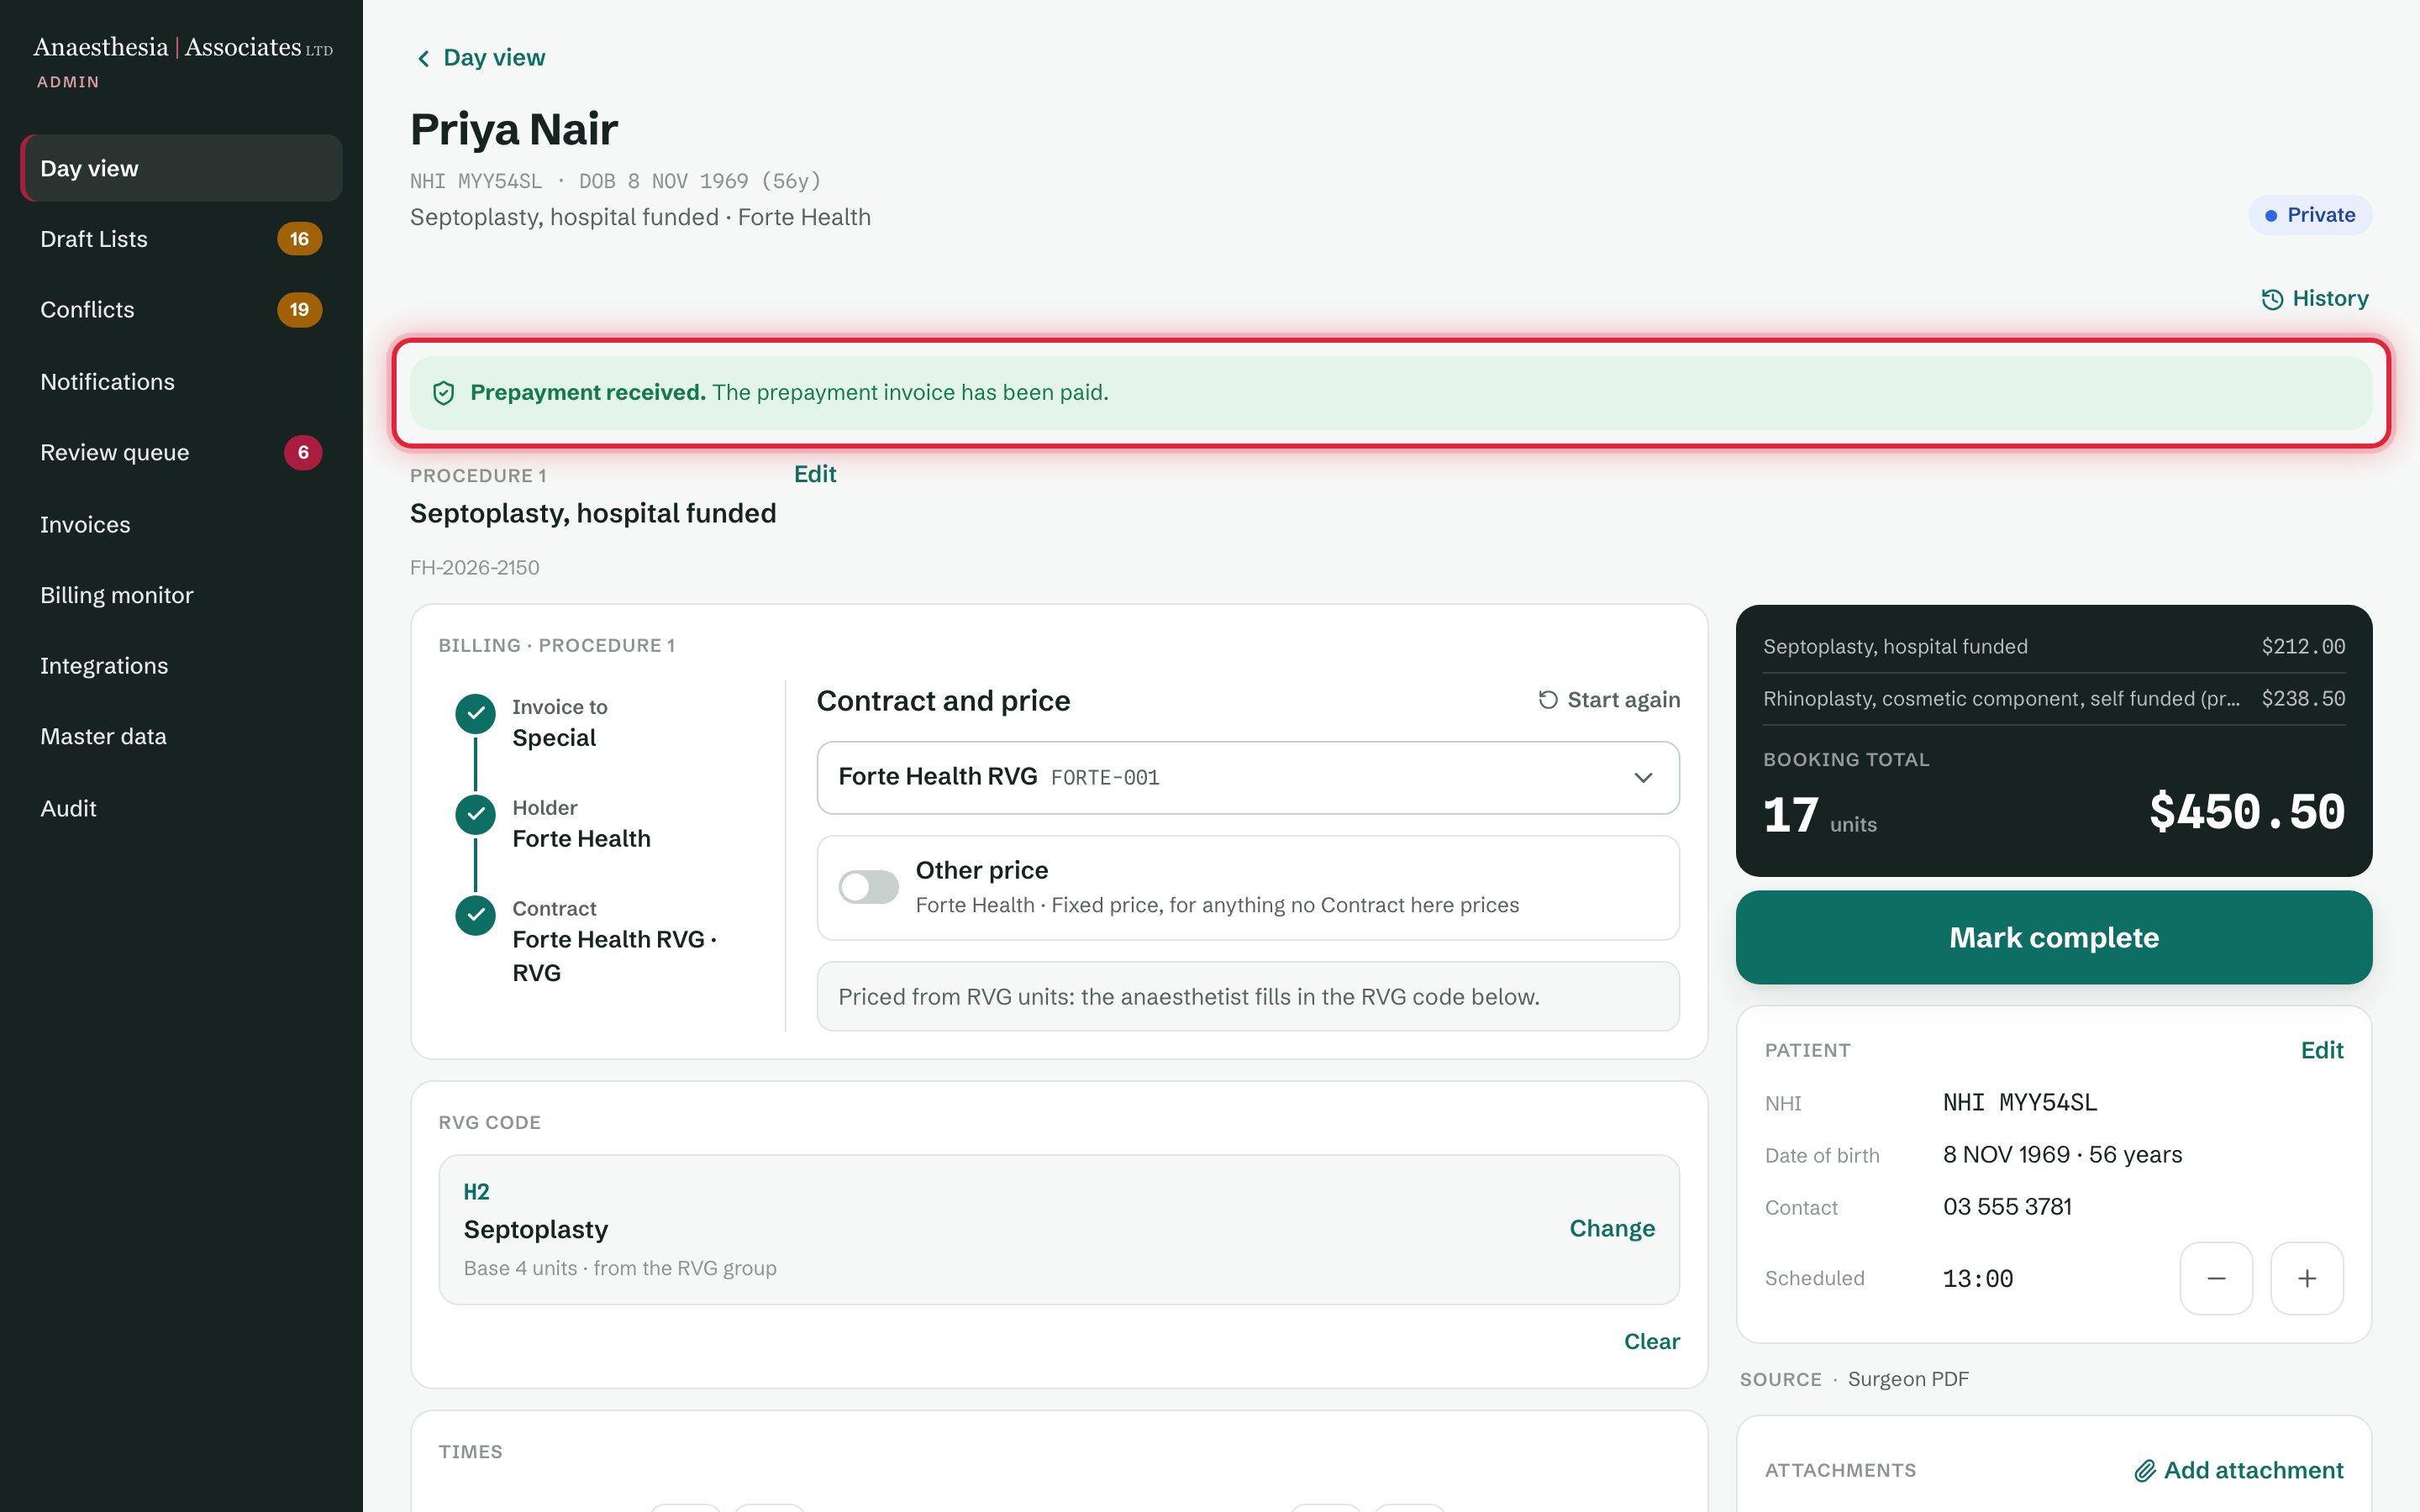 Anaesthesia | Associates LTD
ADMIN
Day view
Draft Lists 16
Conflicts 19
Notifications
Review queue 6
Invoices
Billing monitor
Integrations
Master data
Audit
Day view
Priya Nair
NHI MYY54SL · DOB 8 NOV 1969 (56y)
Septoplasty, hospital funded · Forte Health
Private
History
Prepayment received. The prepayment invoice has been paid.
PROCEDURE 1 Edit
Septoplasty, hospital funded
FH-2026-2150
BILLING · PROCEDURE 1
Invoice to
Special
Holder
Forte Health
Contract
Forte Health RVG ·
RVG
Contract and price Start again
Forte Health RVG FORTE-001
Other price
Forte Health · Fixed price, for anything no Contract here prices
Priced from RVG units: the anaesthetist fills in the RVG code below.
RVG CODE
H2
Septoplasty
Base 4 units · from the RVG group
Change
Clear
TIMES
Septoplasty, hospital funded $212.00
Rhinoplasty, cosmetic component, self funded (pr... $238.50
BOOKING TOTAL
17 units $450.50
Mark complete
PATIENT Edit
NHI NHI MYY54SL
Date of birth 8 NOV 1969 · 56 years
Contact 03 555 3781
Scheduled 13:00 − +
SOURCE · Surgeon PDF
ATTACHMENTS Add attachment